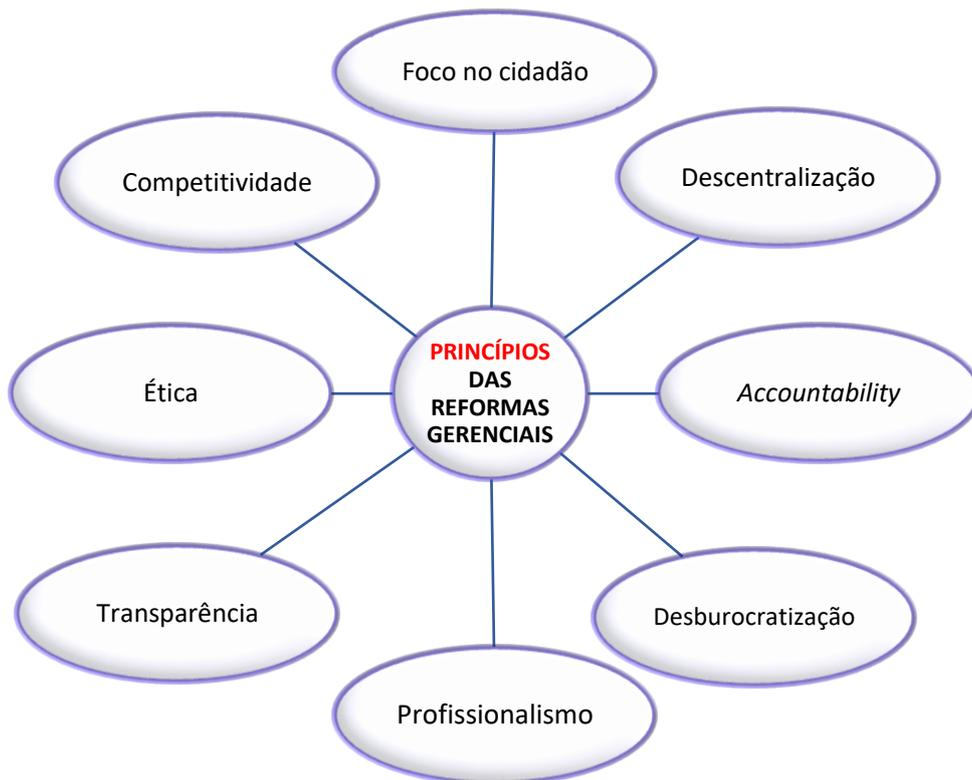 Foco no cidadão
Competitividade
Descentralização
PRINCÍPIOS
DAS
REFORMAS
GERENCIAIS
Ética
Accountability
Transparência
Desburocratização
Profissionalismo